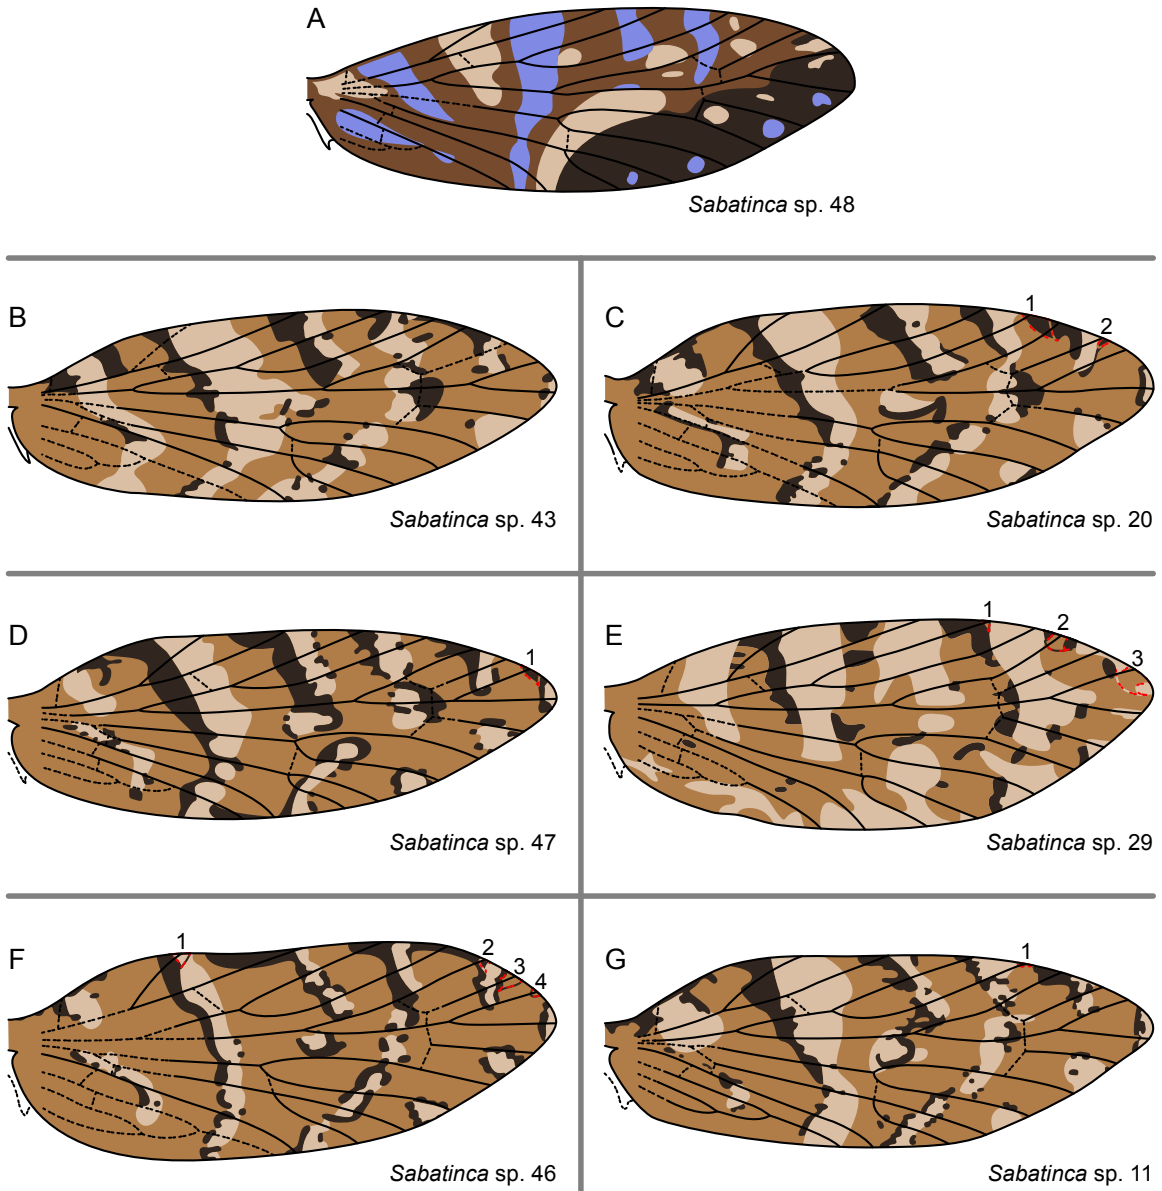 A
Sabatinca sp. 48
B
Sabatinca sp. 43
C
1
2
Sabatinca sp. 20
D
1
Sabatinca sp. 47
E
1
2
3
Sabatinca sp. 29
F
1
2
3
4
Sabatinca sp. 46
G
1
Sabatinca sp. 11